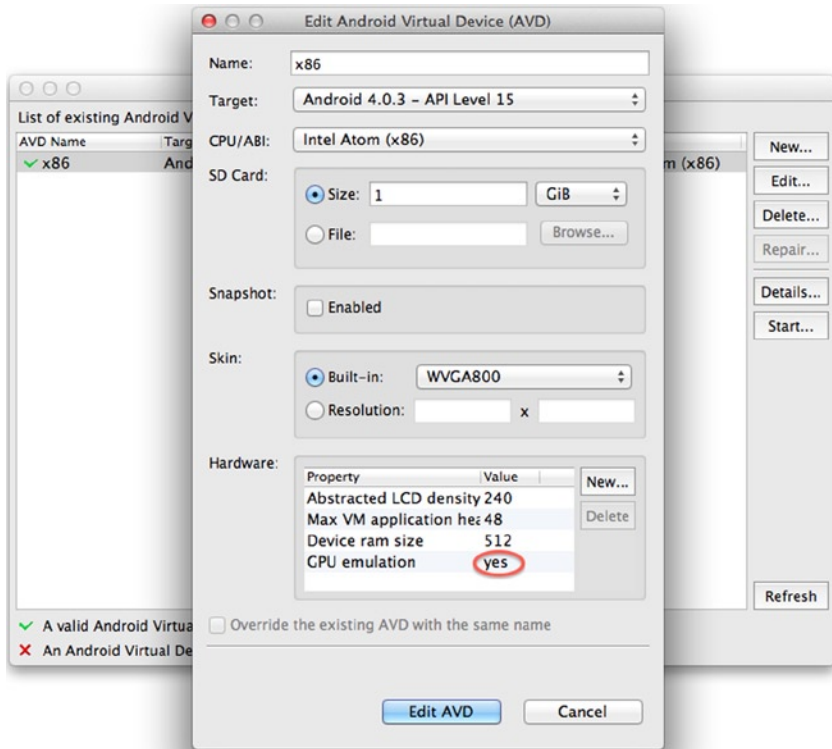 Edit Android Virtual Device (AVD)
Name: x86
Target: Android 4.0.3 – API Level 15
CPU/ABI: Intel Atom (x86)
SD Card:
Size: 1 GiB
File: Browse...
Snapshot:
Enabled
Skin:
Built-in: WVGA800
Resolution: x
Hardware:
Property Value
Abstracted LCD density 240
Max VM application hea 48
Device ram size 512
GPU emulation yes
New...
Delete
Override the existing AVD with the same name
Edit AVD Cancel
List of existing Android V
AVD Name Targ
x86 And m (x86)
A valid Android Virtua
An Android Virtual De
New...
Edit...
Delete...
Repair...
Details...
Start...
Refresh